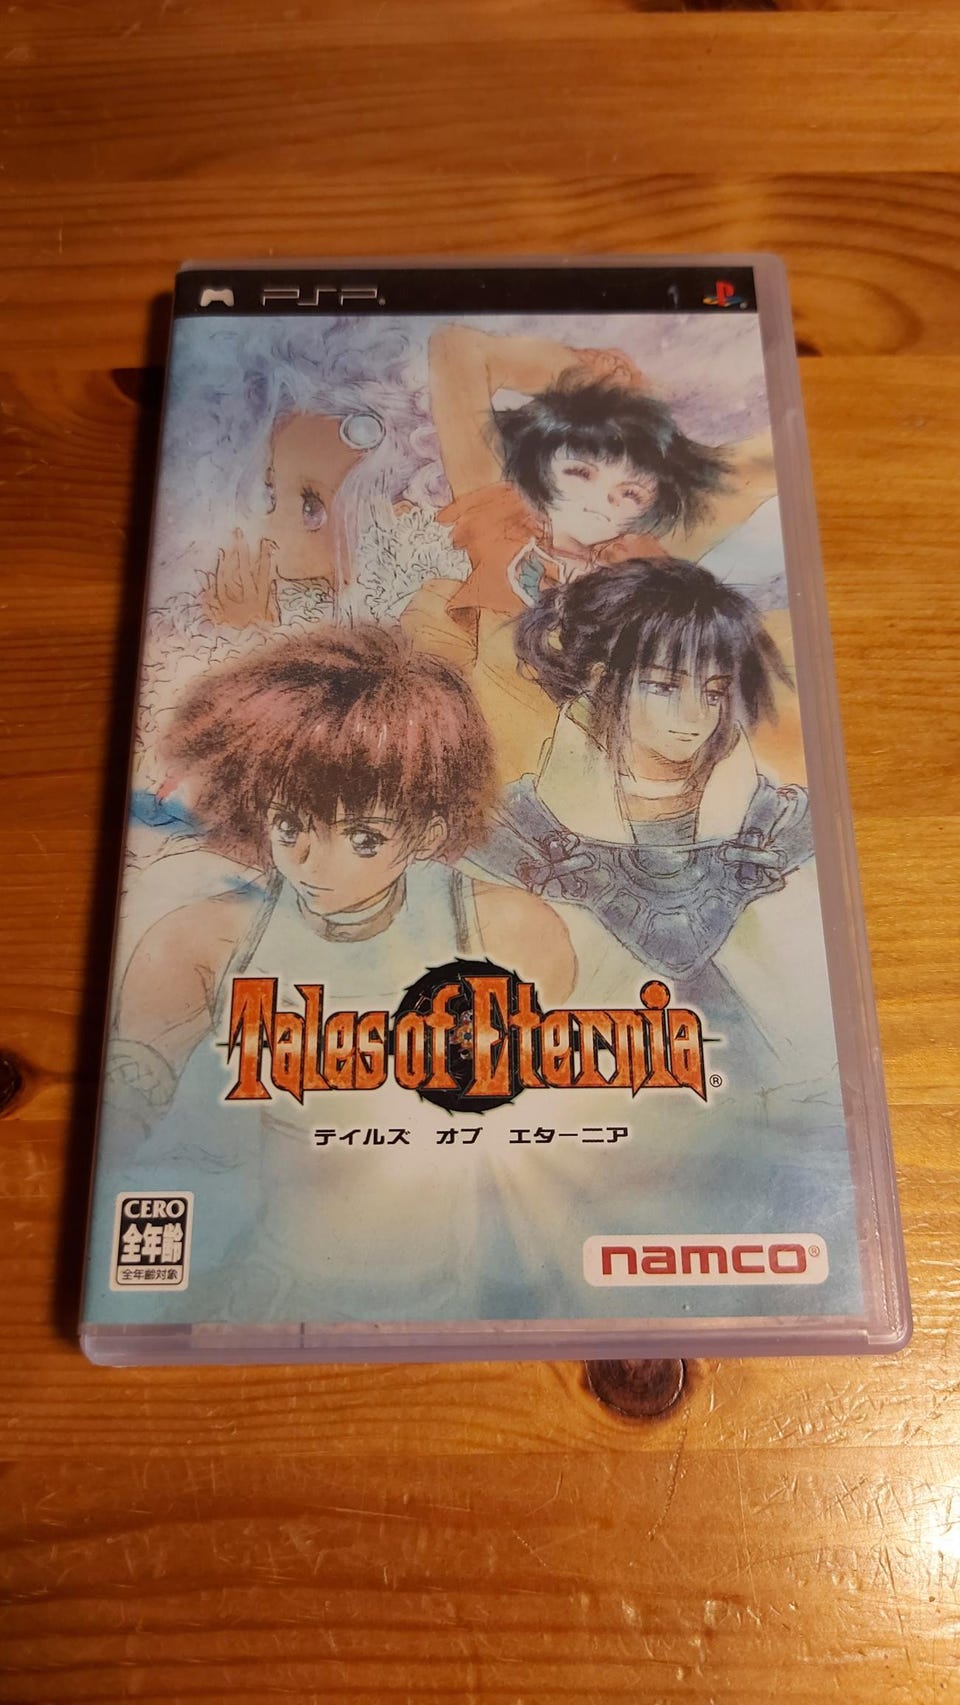 PSP®
Tales of Eternia®
テイルズ オブ エターニア
CERO
全年齢
全年齢対象
namco®